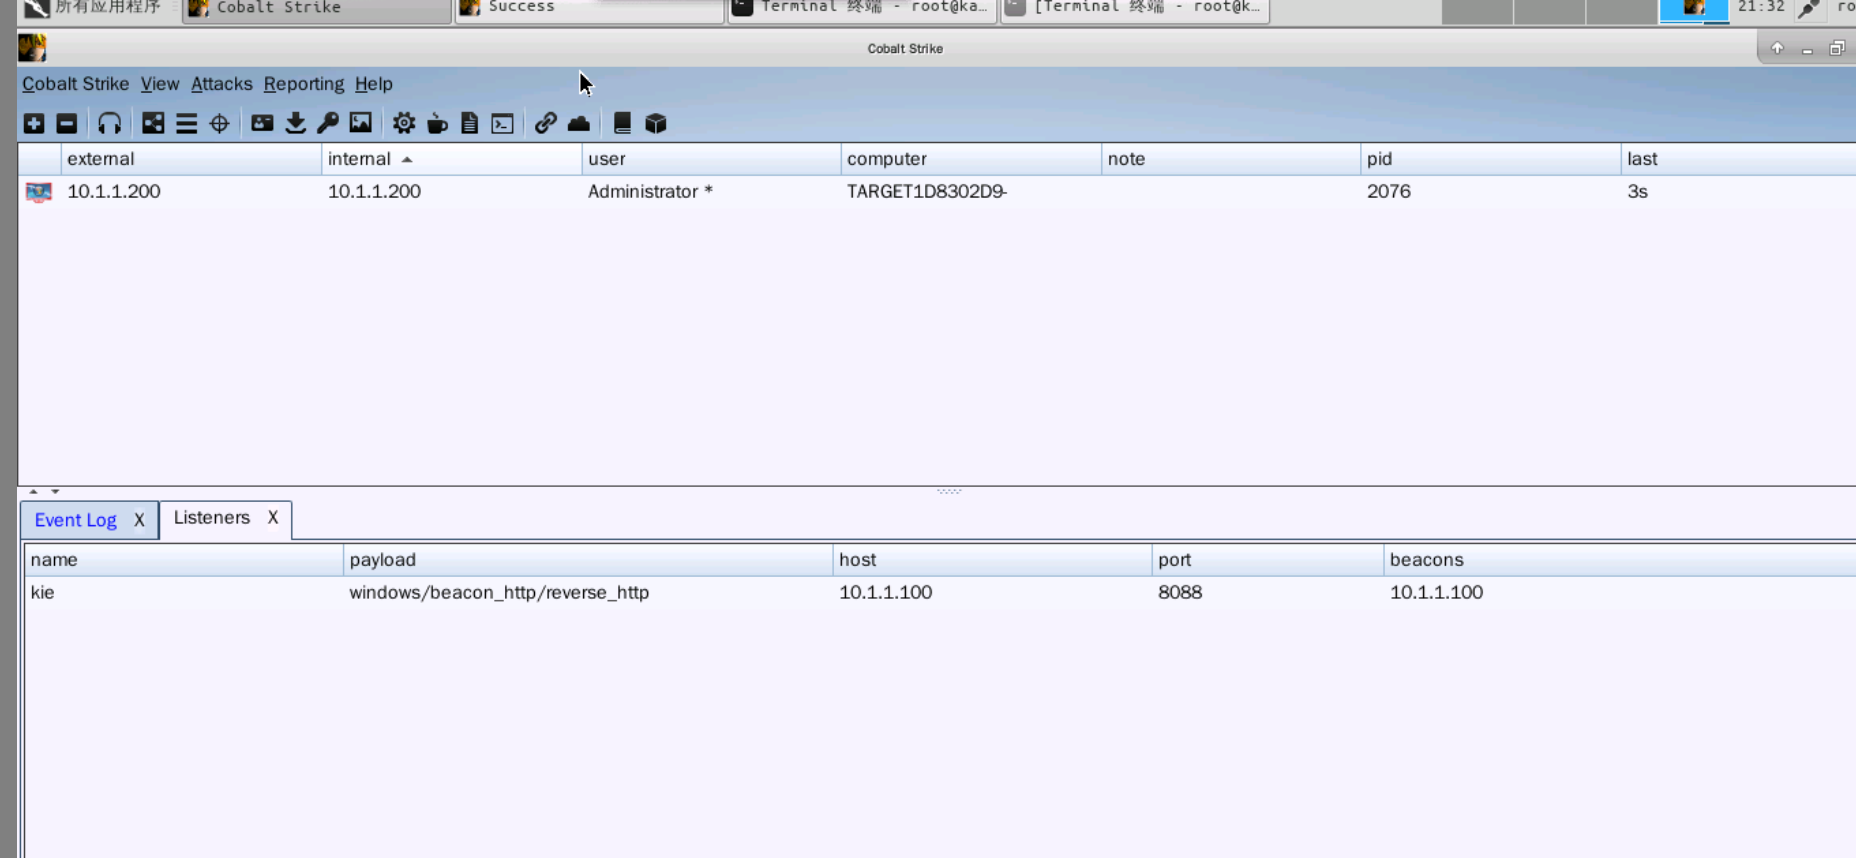 所有应用程序 Cobalt Strike Success Terminal 终端 - root@ka... [Terminal 终端 - root@k... 21:32 ro
Cobalt Strike
Cobalt Strike View Attacks Reporting Help
external internal user computer note pid last
10.1.1.200 10.1.1.200 Administrator * TARGET1D8302D9- 2076 3s
Event Log X Listeners X
name payload host port beacons
kie windows/beacon_http/reverse_http 10.1.1.100 8088 10.1.1.100